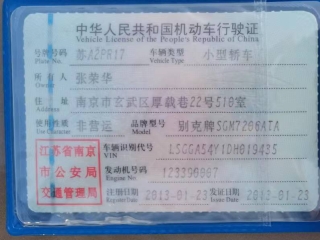 中华人民共和国机动车行驶证
Vehicle License of the People's Republic of China
号牌号码 苏AZPR17 车辆类型 小型轿车
Plate No. Vehicle Type
所有人 张荣华
Owner
住址 南京市玄武区厚载巷22号510室
Address
使用性质 非营运 品牌型号 别克牌SGM7206ATA
Use Character Model
江苏省南京市公安局交通管理局
车辆识别代号 LSGGA54Y1DH019435
VIN
发动机号码 123390907
Engine No.
注册日期 2013-01-23 发证日期 2013-01-23
Register Date Issue Date